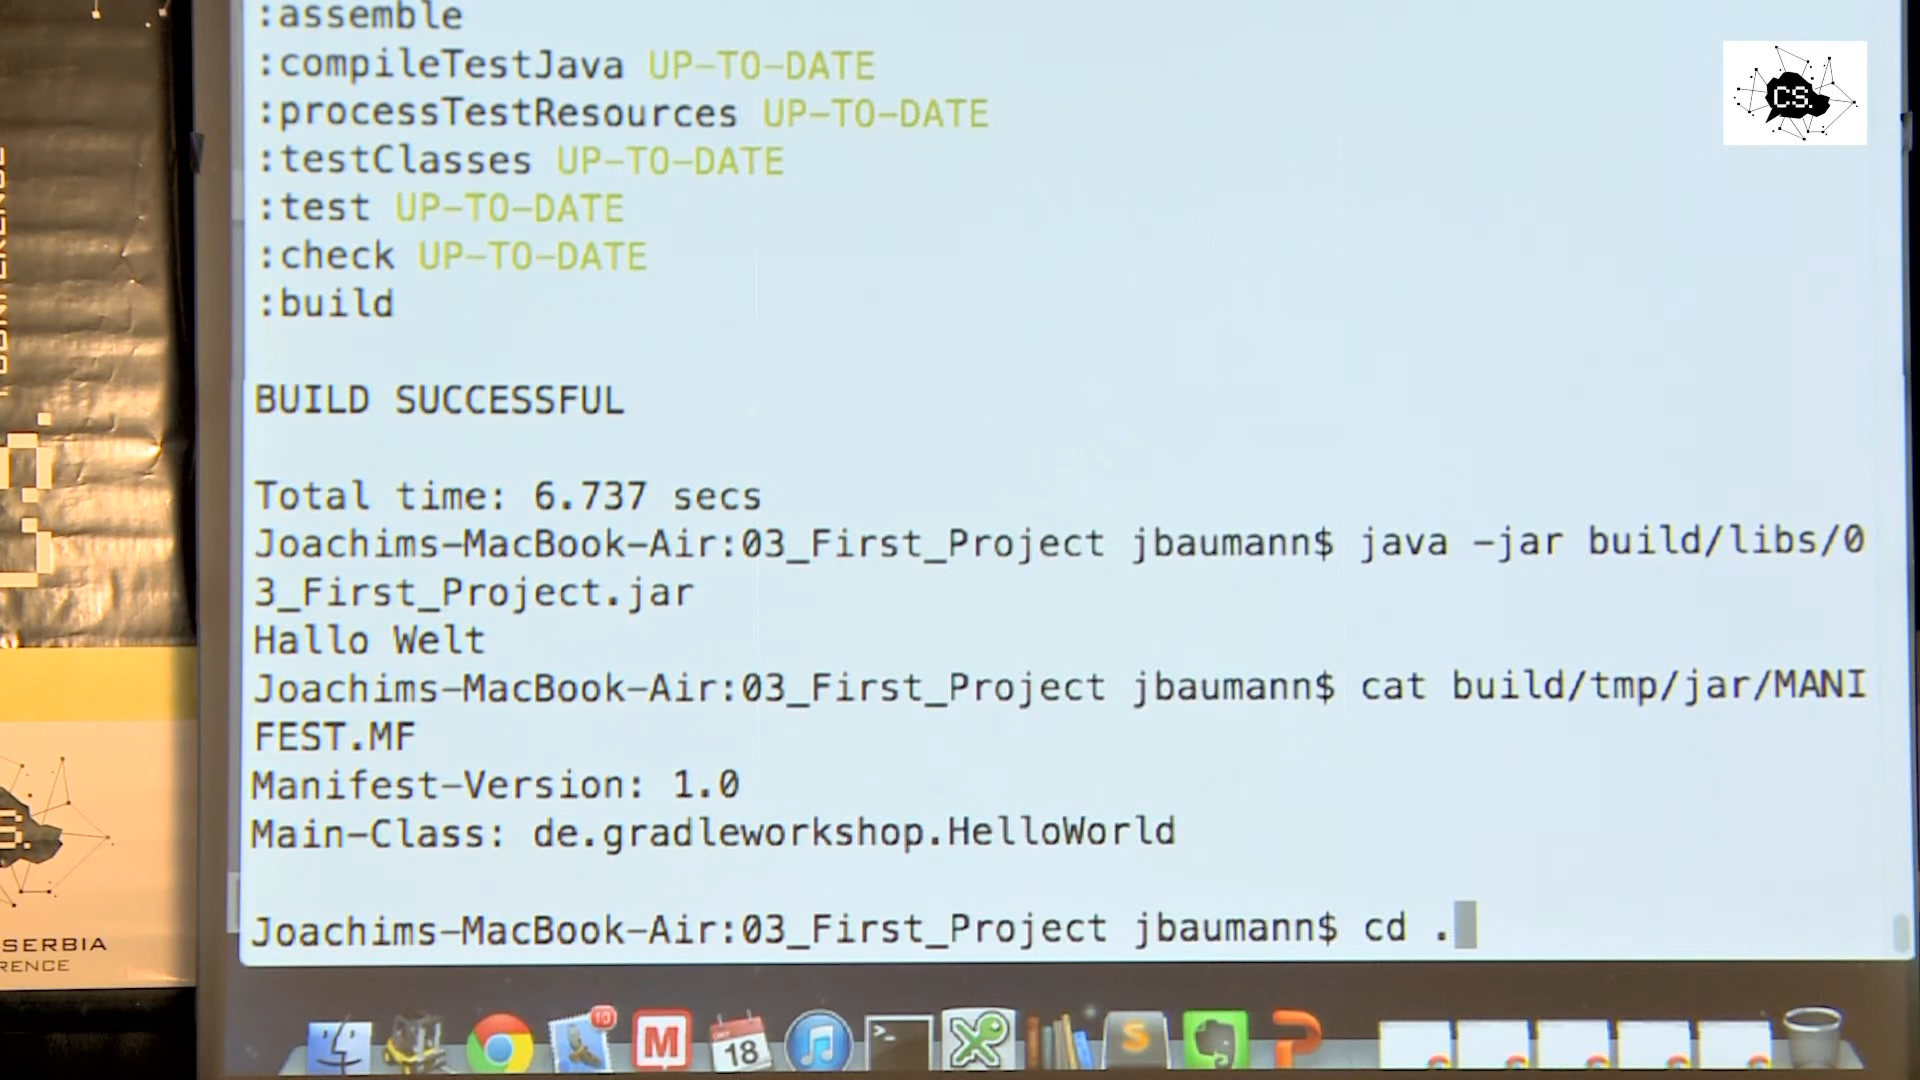 :assemble
:compileTestJava UP-TO-DATE
:processTestResources UP-TO-DATE
:testClasses UP-TO-DATE
:test UP-TO-DATE
:check UP-TO-DATE
:build
BUILD SUCCESSFUL
Total time: 6.737 secs
Joachims-MacBook-Air:03_First_Project jbaumann$ java -jar build/libs/0
3_First_Project.jar
Hallo Welt
Joachims-MacBook-Air:03_First_Project jbaumann$ cat build/tmp/jar/MANI
FEST.MF
Manifest-Version: 1.0
Main-Class: de.gradleworkshop.HelloWorld
Joachims-MacBook-Air:03_First_Project jbaumann$ cd .
CS.
SERBIA
RENCE
10
M
18
>_
S